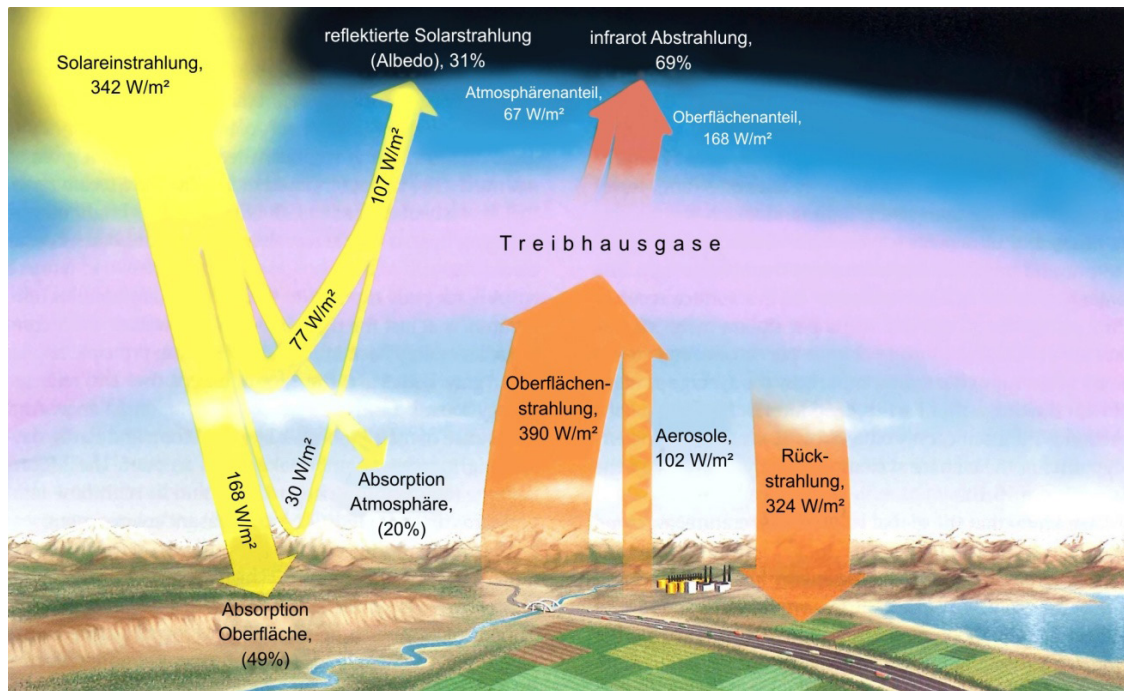 Solareinstrahlung,
342 W/m²
reflektierte Solarstrahlung
(Albedo), 31%
infrarot Abstrahlung,
69%
Atmosphärenanteil,
67 W/m²
Oberflächenanteil,
168 W/m²
107 W/m²
Treibhausgase
77 W/m²
Oberflächen-
strahlung,
390 W/m²
Aerosole,
102 W/m²
Rück-
strahlung,
324 W/m²
168 W/m²
30 W/m²
Absorption
Atmosphäre,
(20%)
Absorption
Oberfläche,
(49%)